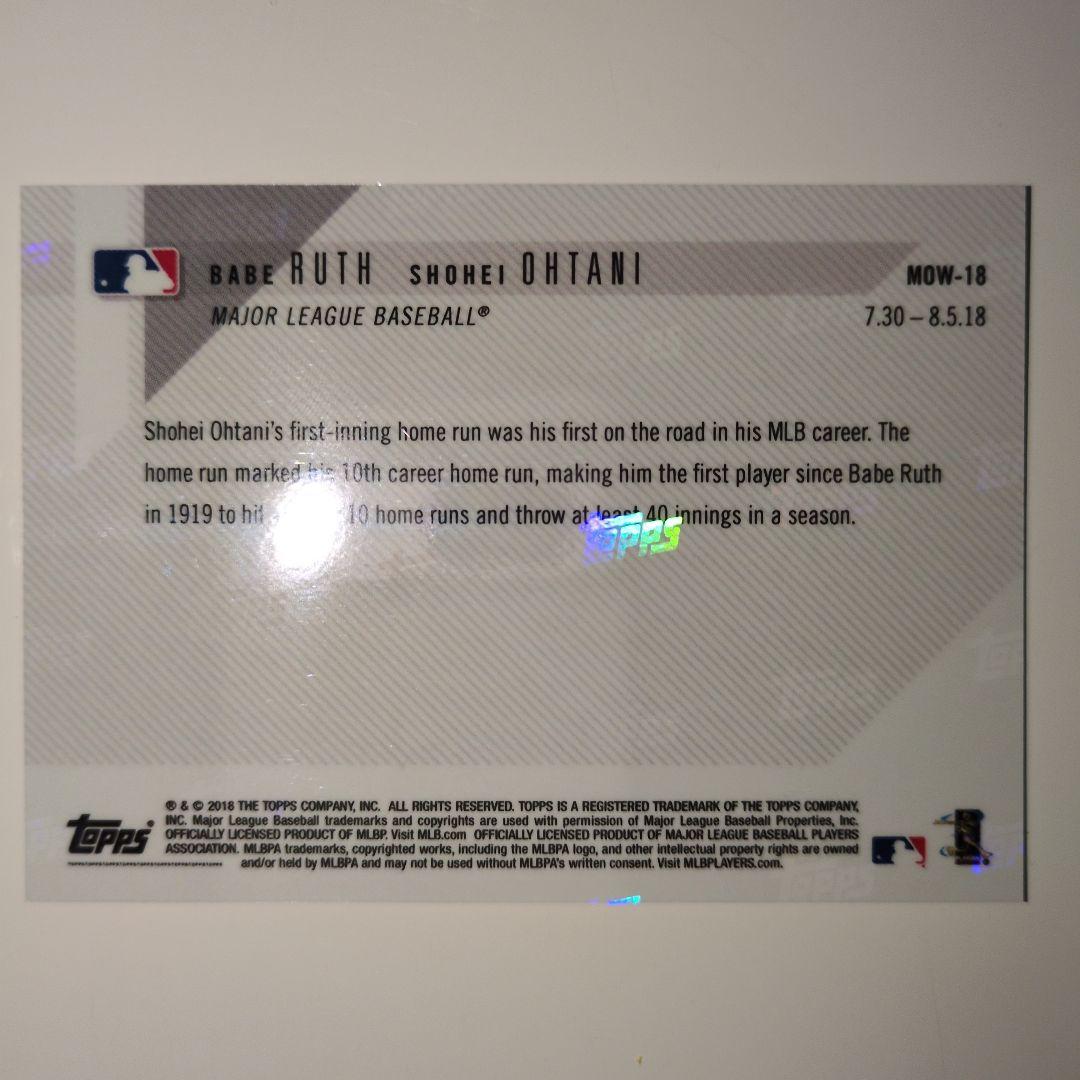 BABE RUTH SHOHEI OHTANI MOW-18
MAJOR LEAGUE BASEBALL® 7.30 – 8.5.18
Shohei Ohtani's first-inning home run was his first on the road in his MLB career. The
home run marked his 10th career home run, making him the first player since Babe Ruth
in 1919 to hit 10 home runs and throw at least 40 innings in a season.
topps
® & © 2018 THE TOPPS COMPANY, INC. ALL RIGHTS RESERVED. TOPPS IS A REGISTERED TRADEMARK OF THE TOPPS COMPANY,
INC. Major League Baseball trademarks and copyrights are used with permission of Major League Baseball Properties, Inc.
OFFICIALLY LICENSED PRODUCT OF MLBP. Visit MLB.com OFFICIALLY LICENSED PRODUCT OF MAJOR LEAGUE BASEBALL PLAYERS
ASSOCIATION. MLBPA trademarks, copyrighted works, including the MLBPA logo, and other intellectual property rights are owned
and/or held by MLBPA and may not be used without MLBPA's written consent. Visit MLBPLAYERS.com.
topps